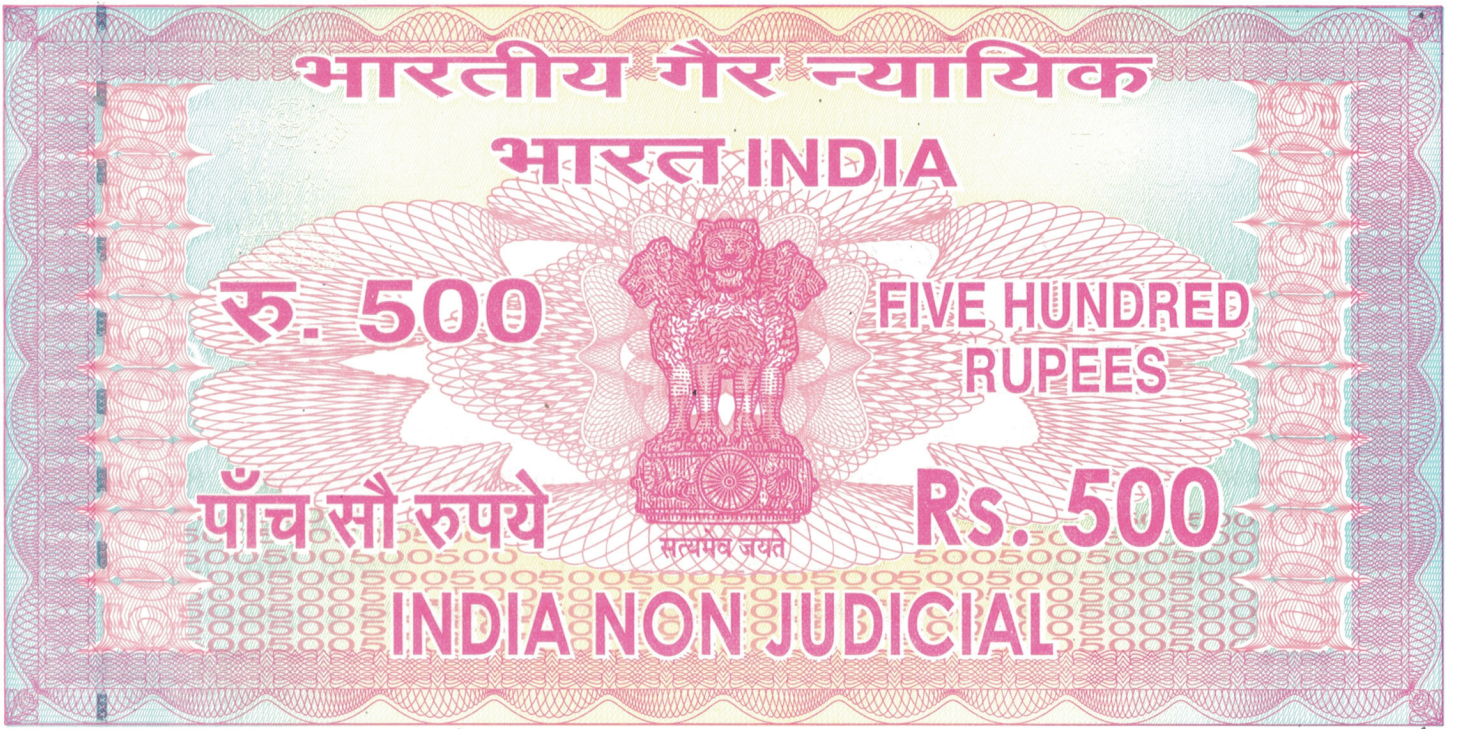 भारतीय गैर न्यायिक
भारत INDIA
रु. 500
FIVE HUNDRED
RUPEES
पाँच सौ रुपये
Rs. 500
सत्यमेव जयते
INDIA NON JUDICIAL